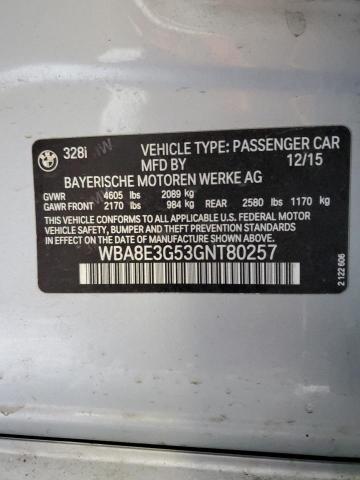 BMW
328i VEHICLE TYPE: PASSENGER CAR
MFD BY 12/15
BAYERISCHE MOTOREN WERKE AG
GVWR 4605 lbs 2089 kg
GAWR FRONT 2170 lbs 984 kg GAWR REAR 2580 lbs 1170 kg
THIS VEHICLE CONFORMS TO ALL APPLICABLE FEDERAL MOTOR
VEHICLE SAFETY, BUMPER AND THEFT PREVENTION STANDARDS
IN EFFECT ON THE DATE OF MANUFACTURE SHOWN ABOVE.
WBA8E3G53GNT80257
2 122 606